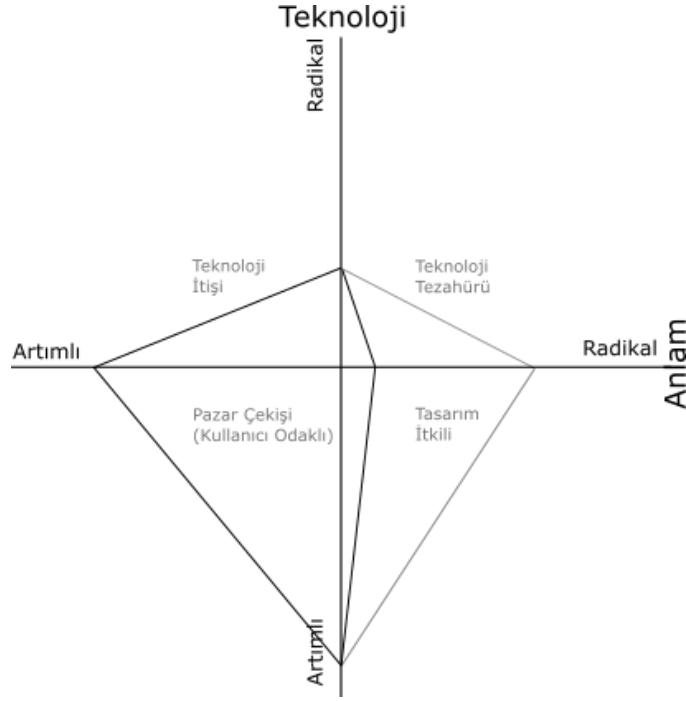 Teknoloji
Radikal
Teknoloji
İtişi
Teknoloji
Tezahürü
Artımlı
Radikal
Anlam
Pazar Çekişi
(Kullanıcı Odaklı)
Tasarım
İtkili
Artımlı